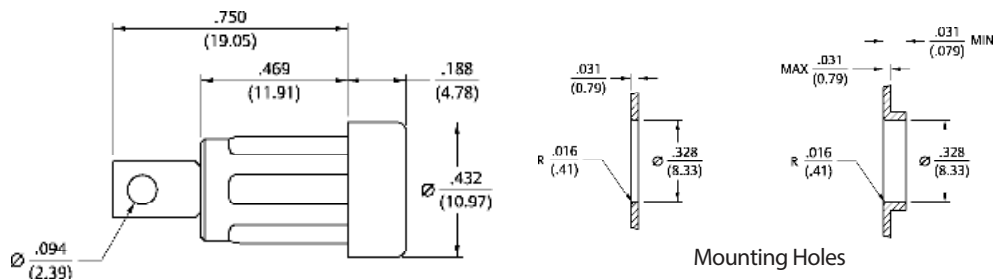 .750
(19.05)
.469
(11.91)
.188
(4.78)
Ø .432
(10.97)
Ø .094
(2.39)
.031
(0.79)
R .016
(.41)
Ø .328
(8.33)
.031 MIN
(.079)
MAX .031
(0.79)
R .016
(.41)
Ø .328
(8.33)
Mounting Holes